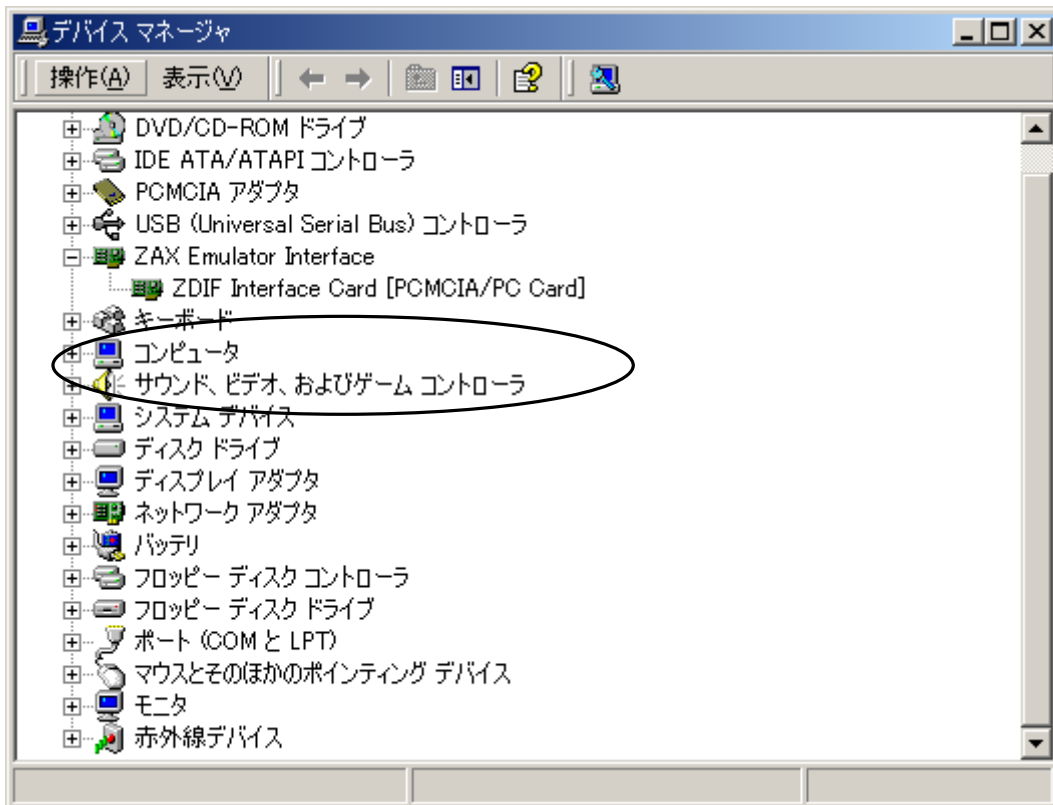 デバイス マネージャ
操作(A) 表示(V)
DVD/CD-ROM ドライブ
IDE ATA/ATAPI コントローラ
PCMCIA アダプタ
USB (Universal Serial Bus) コントローラ
ZAX Emulator Interface
ZDIF Interface Card [PCMCIA/PC Card]
キーボード
コンピュータ
サウンド、ビデオ、およびゲーム コントローラ
システム デバイス
ディスク ドライブ
ディスプレイ アダプタ
ネットワーク アダプタ
バッテリ
フロッピー ディスク コントローラ
フロッピー ディスク ドライブ
ポート (COM と LPT)
マウスとそのほかのポインティング デバイス
モニタ
赤外線デバイス